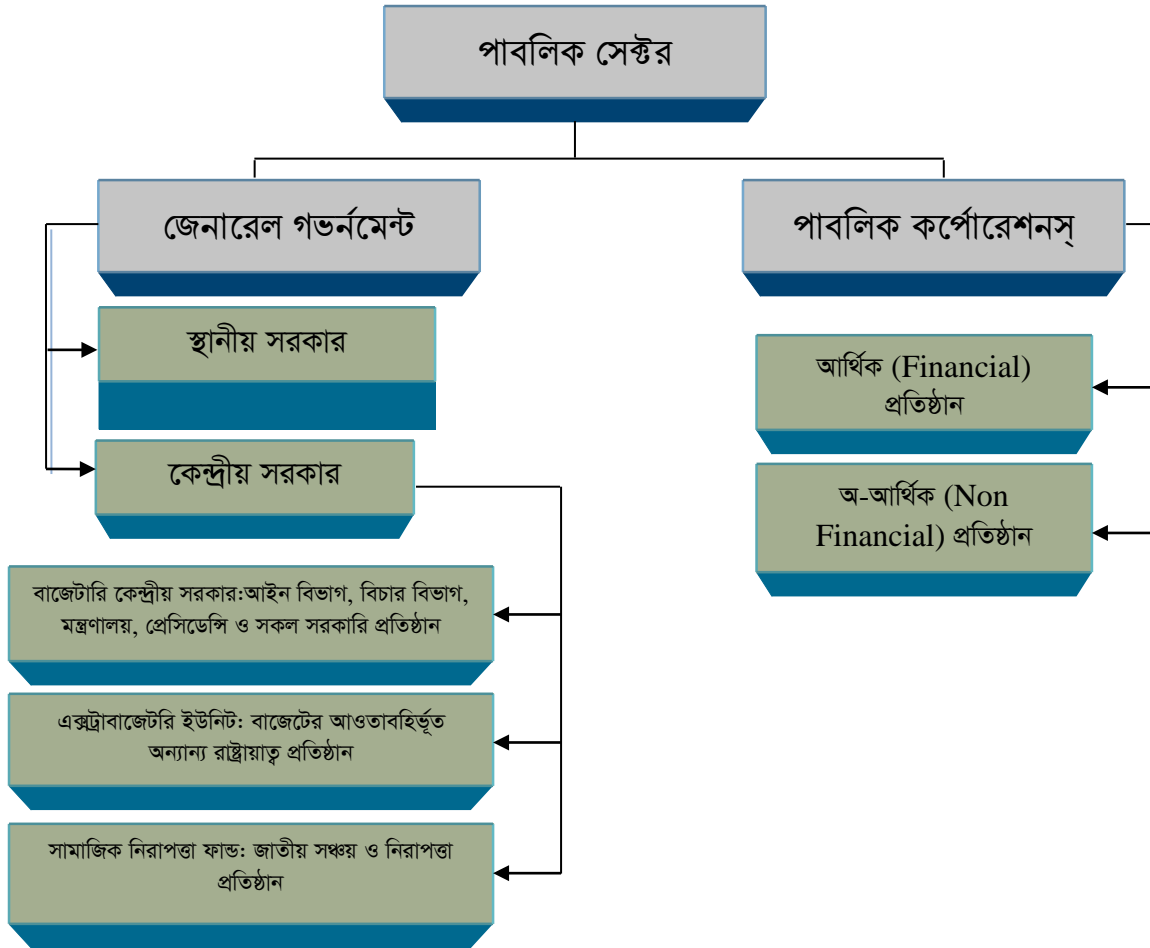 পাবলিক সেক্টর
জেনারেল গভর্নমেন্ট
পাবলিক কর্পোরেশনস্
স্থানীয় সরকার
আর্থিক (Financial)
প্রতিষ্ঠান
কেন্দ্রীয় সরকার
অ-আর্থিক (Non
Financial) প্রতিষ্ঠান
বাজেটারি কেন্দ্রীয় সরকার:আইন বিভাগ, বিচার বিভাগ,
মন্ত্রণালয়, প্রেসিডেন্সি ও সকল সরকারি প্রতিষ্ঠান
এক্সট্রাবাজেটরি ইউনিট: বাজেটের আওতাবহির্ভূত
অন্যান্য রাষ্ট্রায়াত্ব প্রতিষ্ঠান
সামাজিক নিরাপত্তা ফান্ড: জাতীয় সঞ্চয় ও নিরাপত্তা
প্রতিষ্ঠান